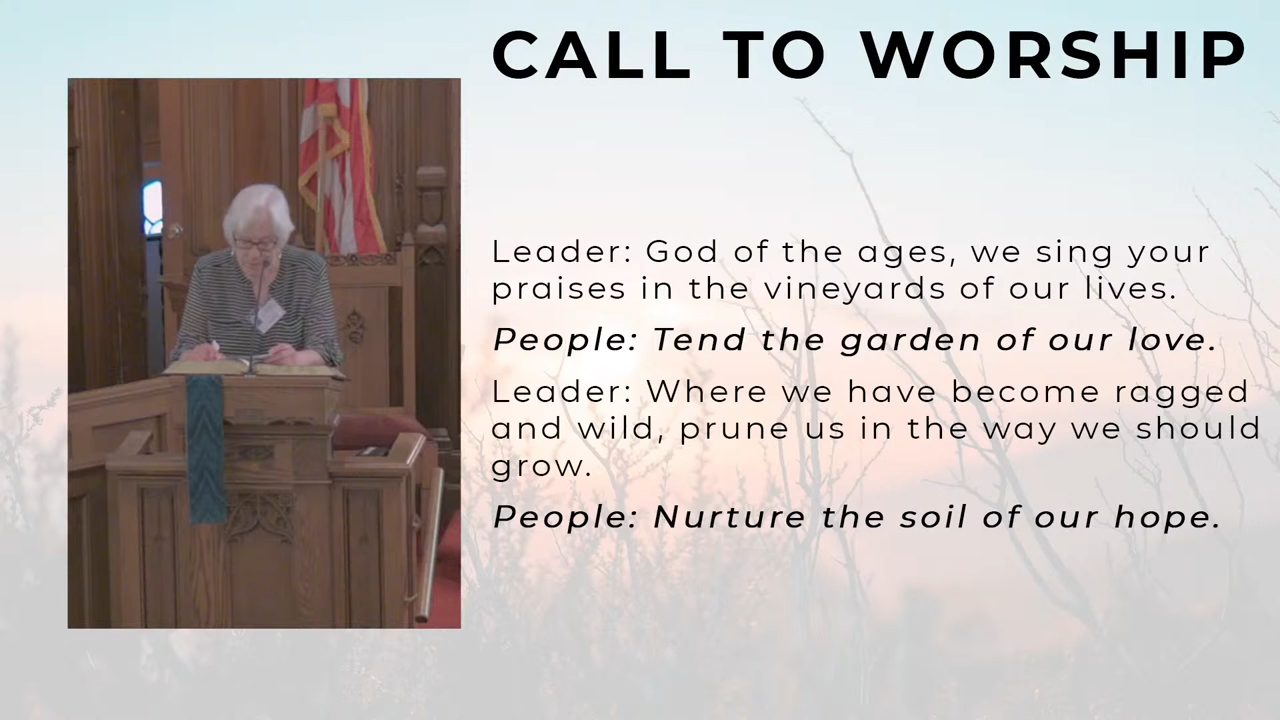 CALL TO WORSHIP
Leader: God of the ages, we sing your
praises in the vineyards of our lives.
People: Tend the garden of our love.
Leader: Where we have become ragged
and wild, prune us in the way we should
grow.
People: Nurture the soil of our hope.